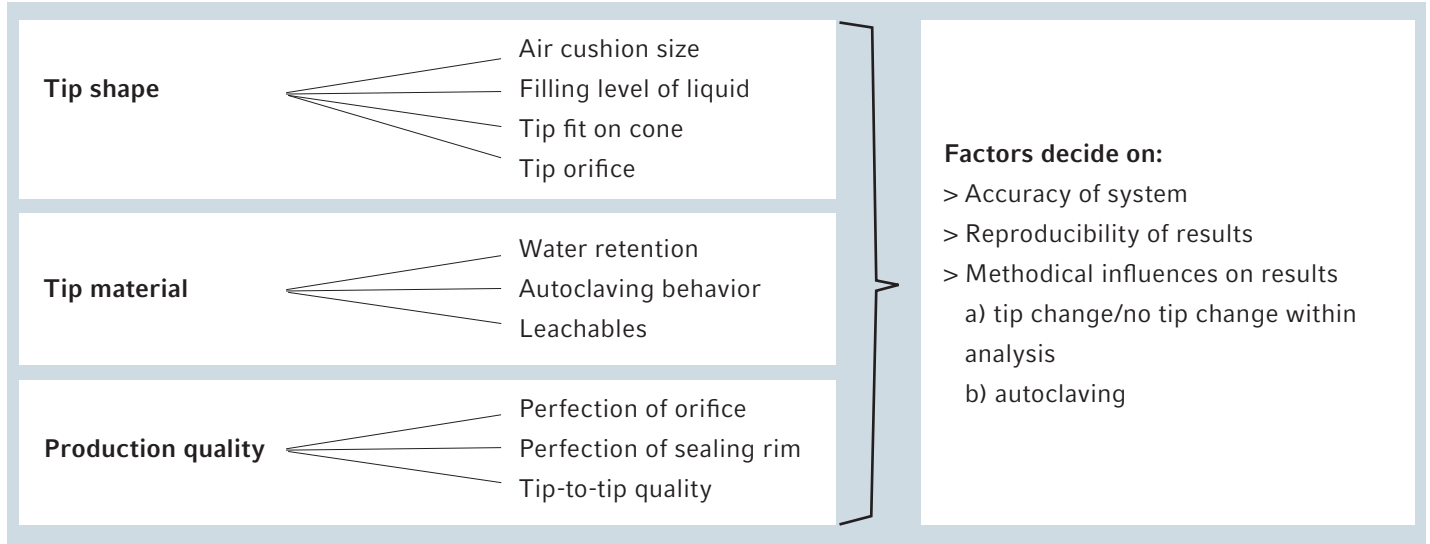 Tip shape
Air cushion size
Filling level of liquid
Tip fit on cone
Tip orifice
Tip material
Water retention
Autoclaving behavior
Leachables
Production quality
Perfection of orifice
Perfection of sealing rim
Tip-to-tip quality
Factors decide on:
> Accuracy of system
> Reproducibility of results
> Methodical influences on results
a) tip change/no tip change within
analysis
b) autoclaving